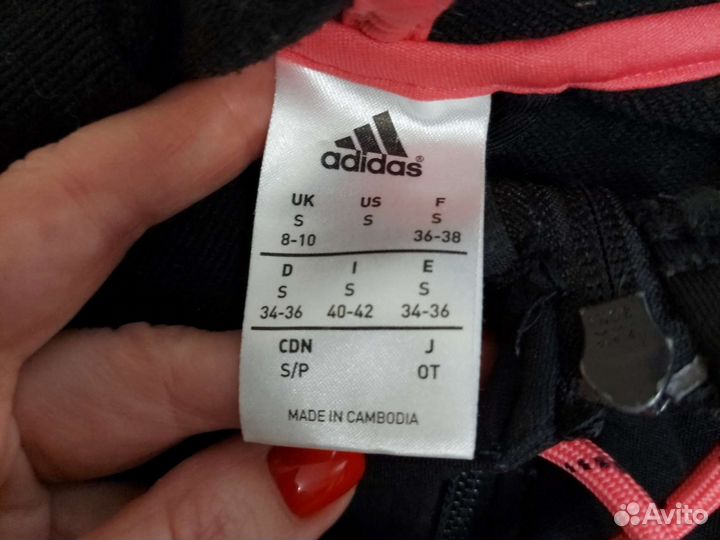 adidas®
UK US F
S S S
8-10 36-38
D I E
S S S
34-36 40-42 34-36
CDN J
S/P OT
MADE IN CAMBODIA
Avito